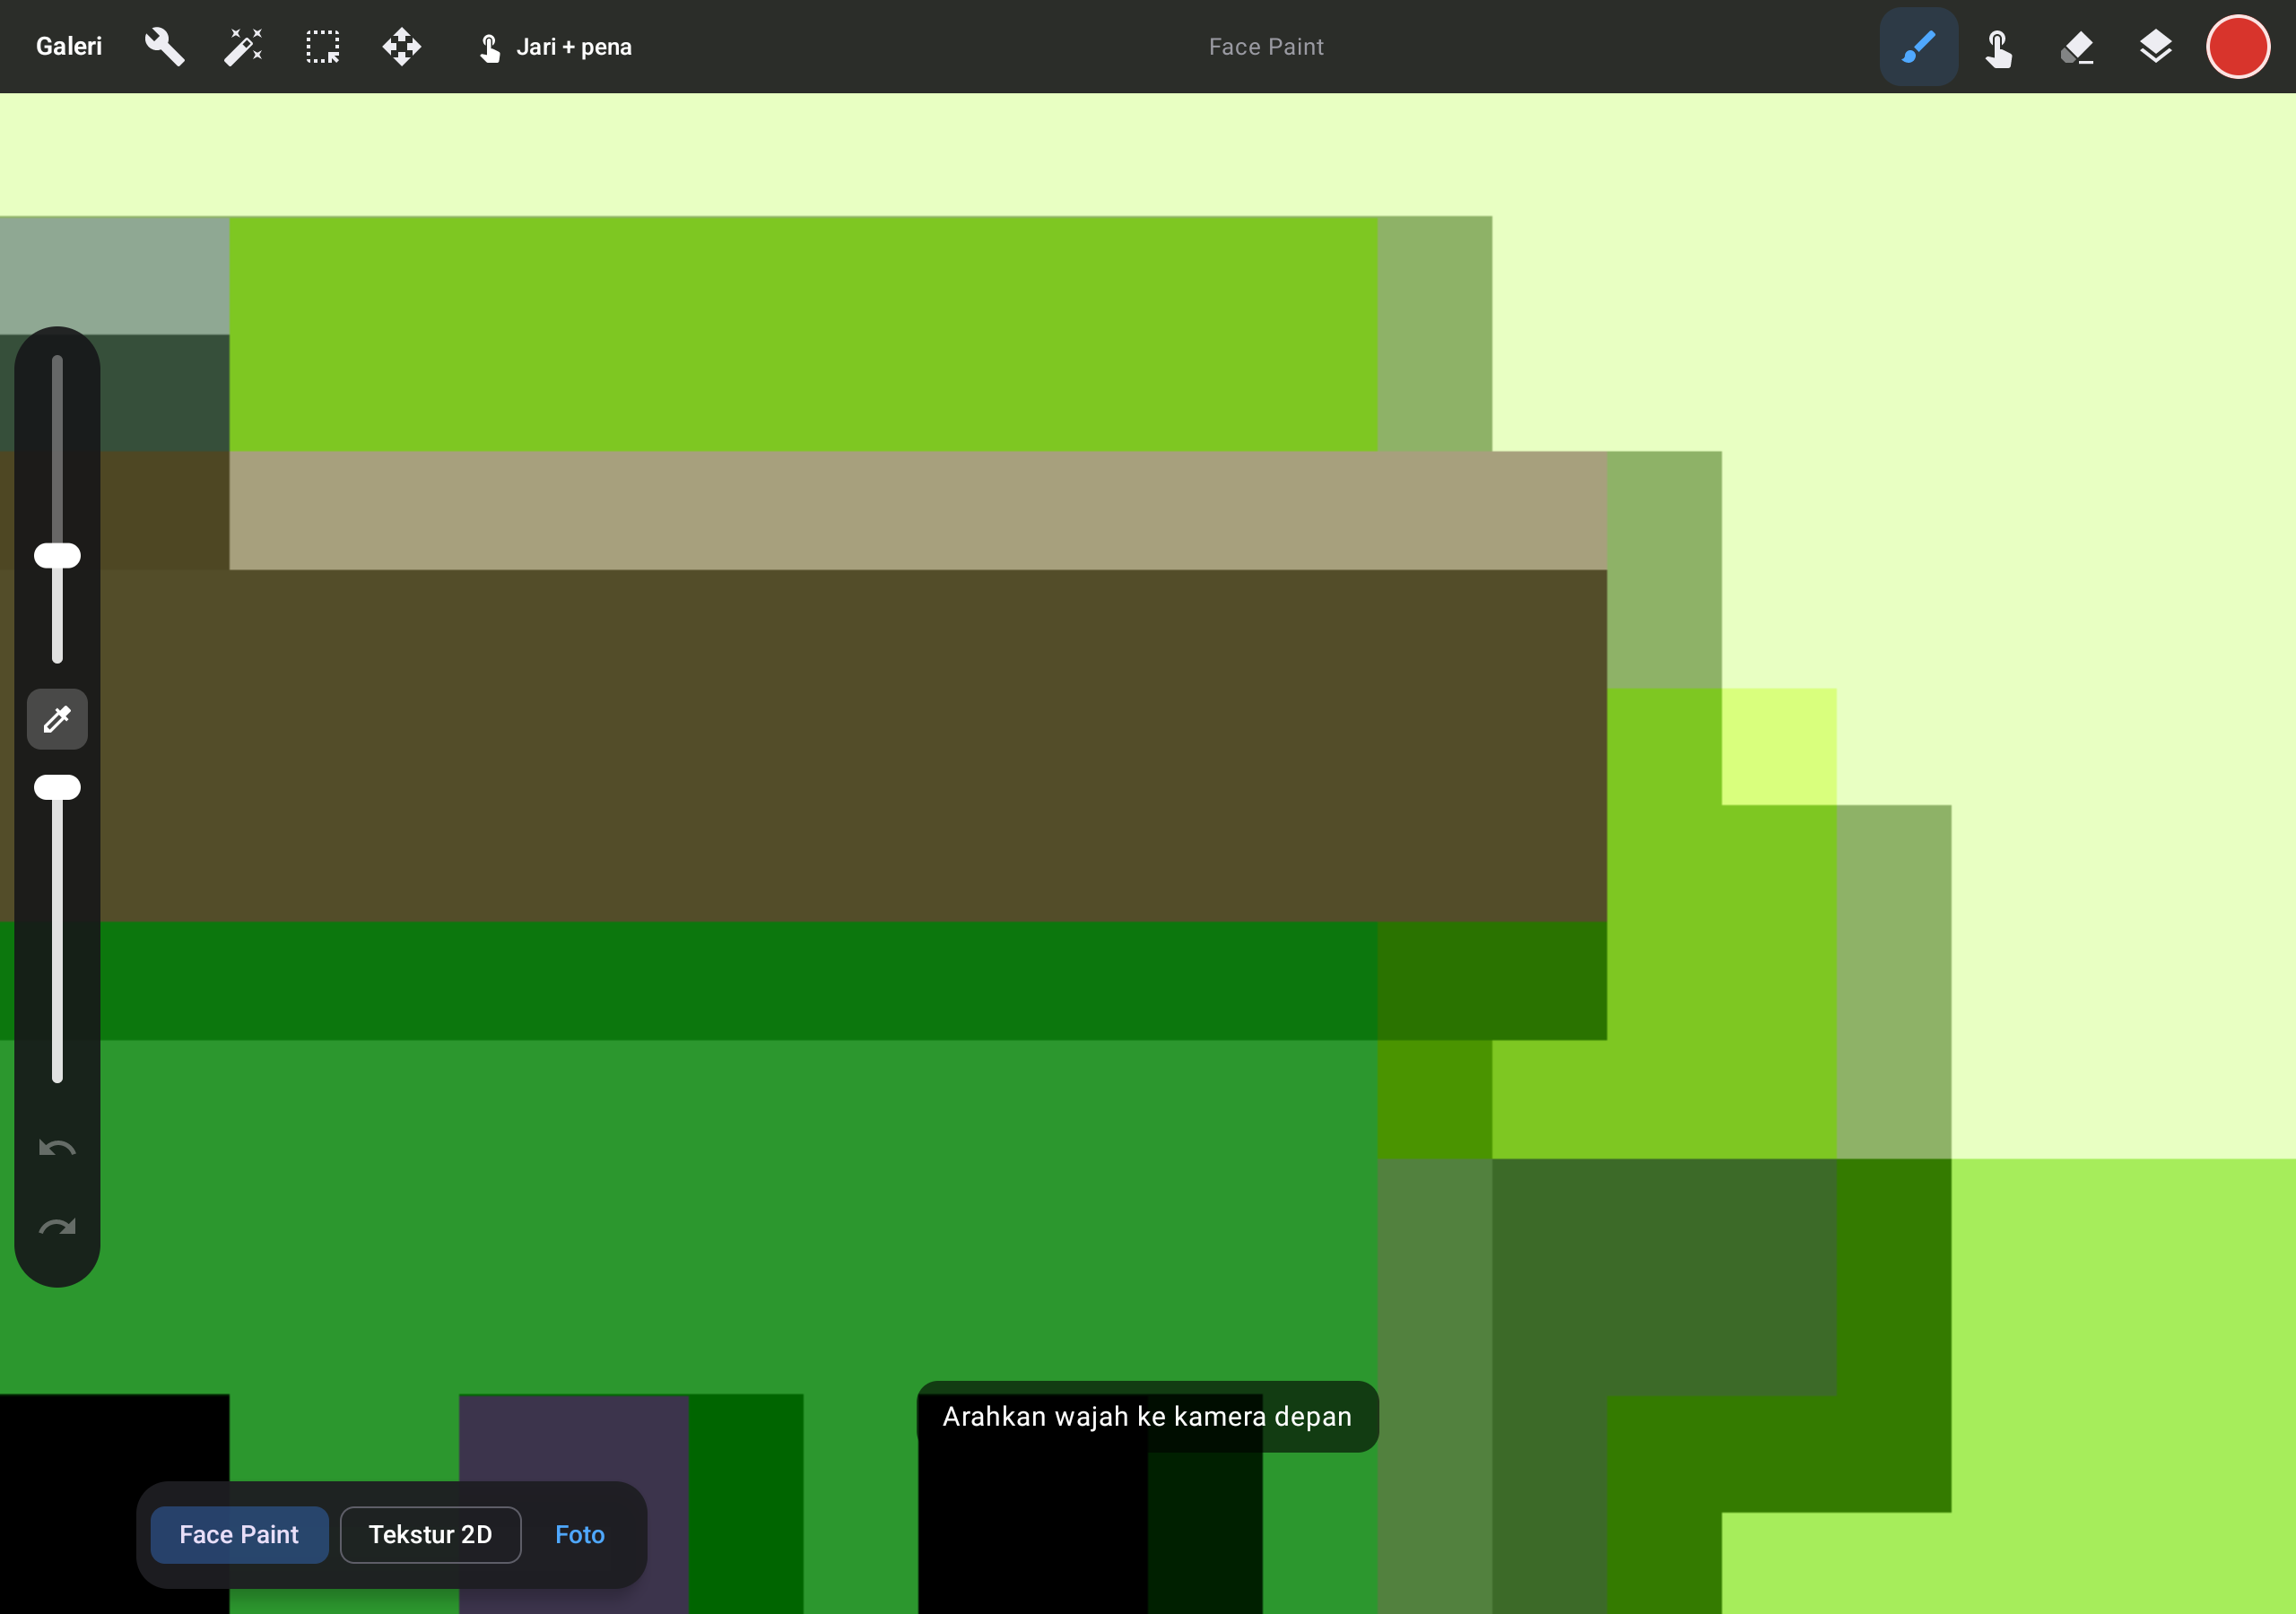 Galeri
Jari + pena
Face Paint
Arahkan wajah ke kamera depan
Face Paint
Tekstur 2D
Foto